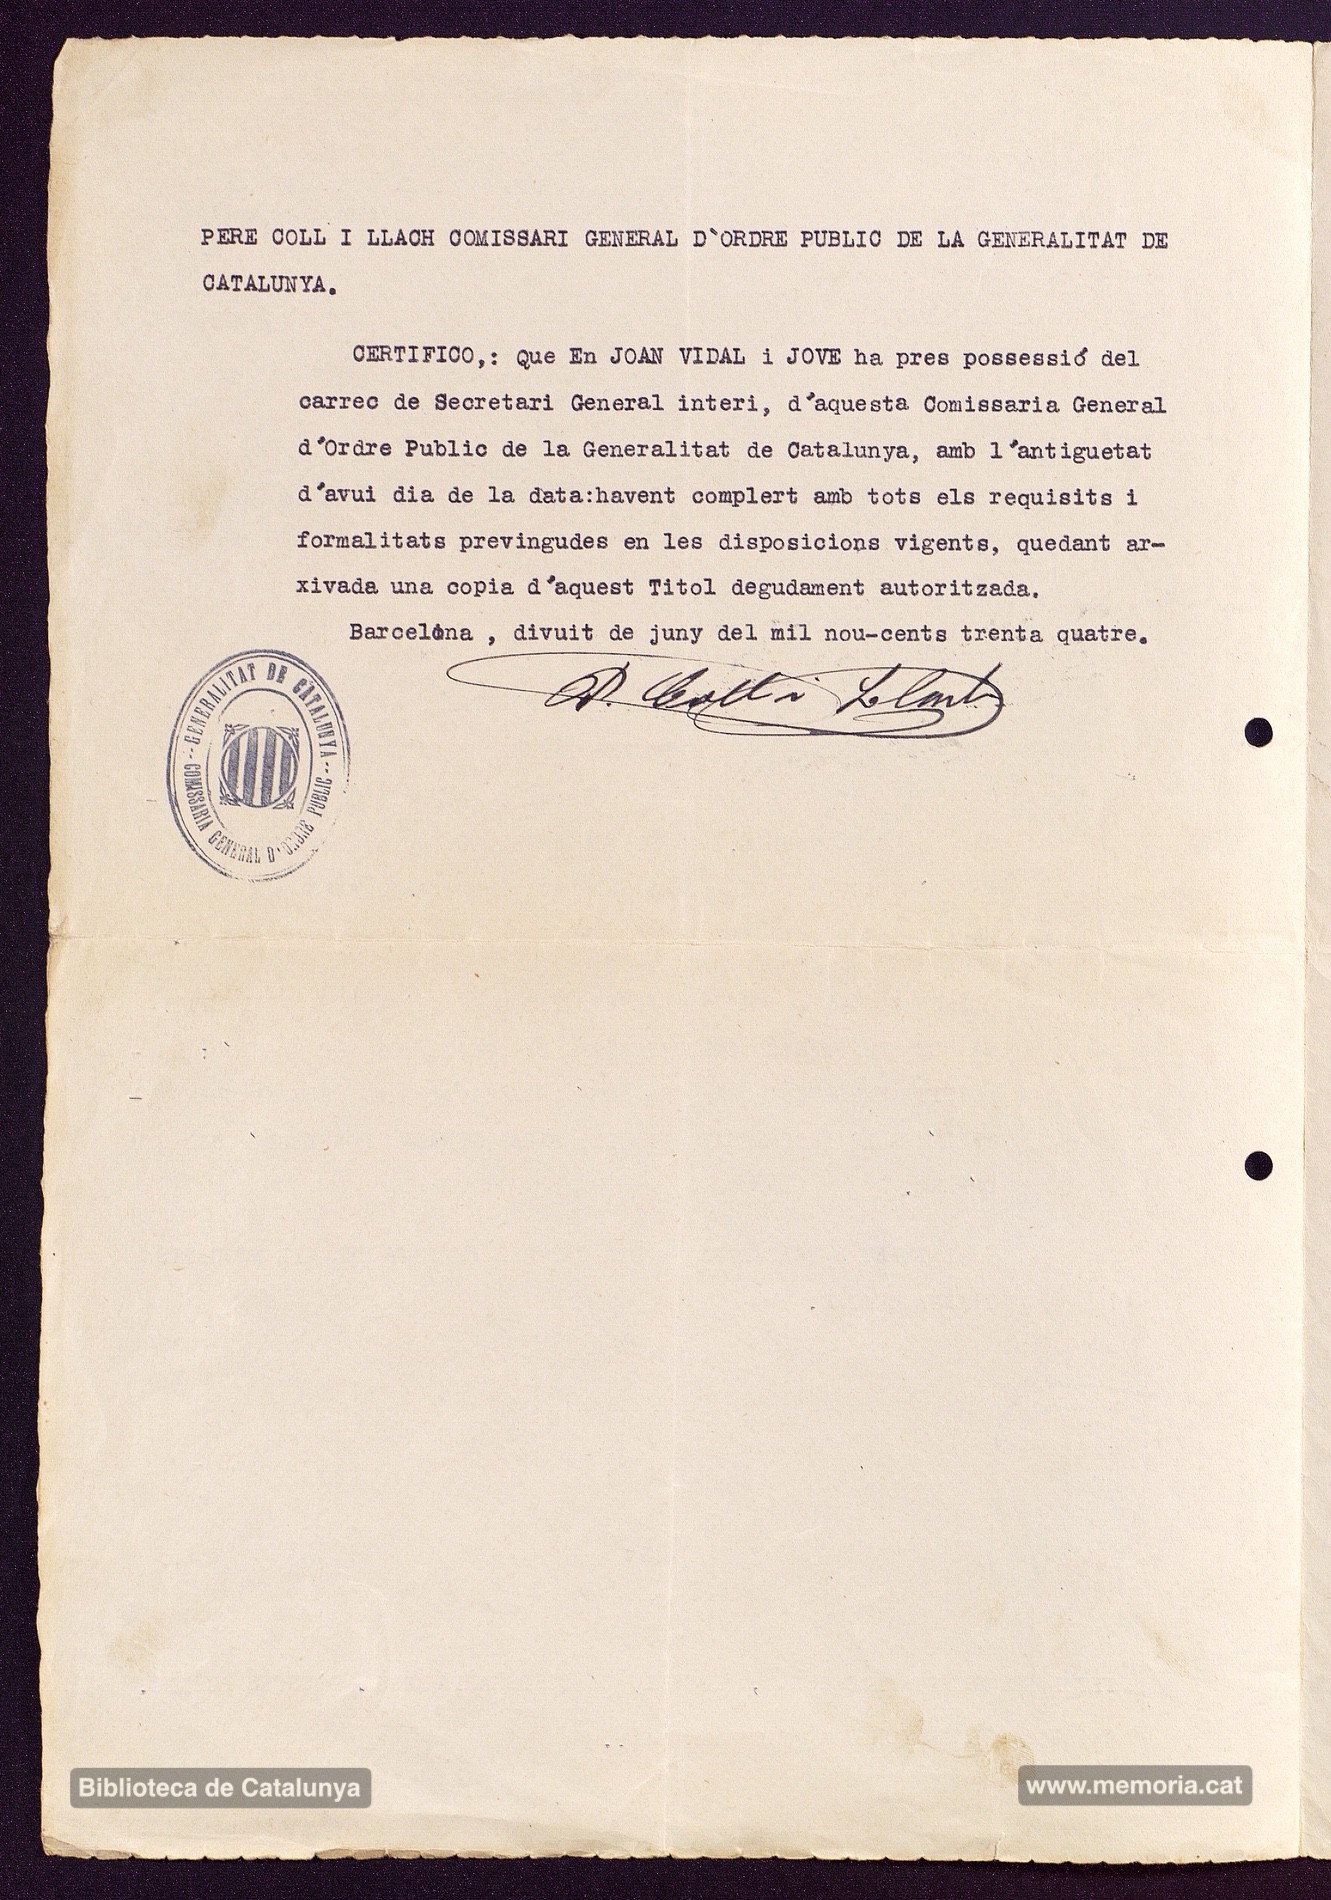 PERE COLL I LLACH COMISSARI GENERAL D`ORDRE PUBLIC DE LA GENERALITAT DE
CATALUNYA.
CERTIFICO,: Que En JOAN VIDAL i JOVE ha pres possessió del
carrec de Secretari General interi, d'aquesta Comissaria General
d'Ordre Public de la Generalitat de Catalunya, amb l'antiguetat
d'avui dia de la data:havent complert amb tots els requisits i
formalitats previngudes en les disposicions vigents, quedant ar-
xivada una copia d'aquest Titol degudament autoritzada.
Barcelona , divuit de juny del mil nou-cents trenta quatre.
P. Coll i Llach
GENERALITAT DE CATALUNYA
COMISSARIA GENERAL D'ORDRE PUBLIC
Biblioteca de Catalunya
www.memoria.cat